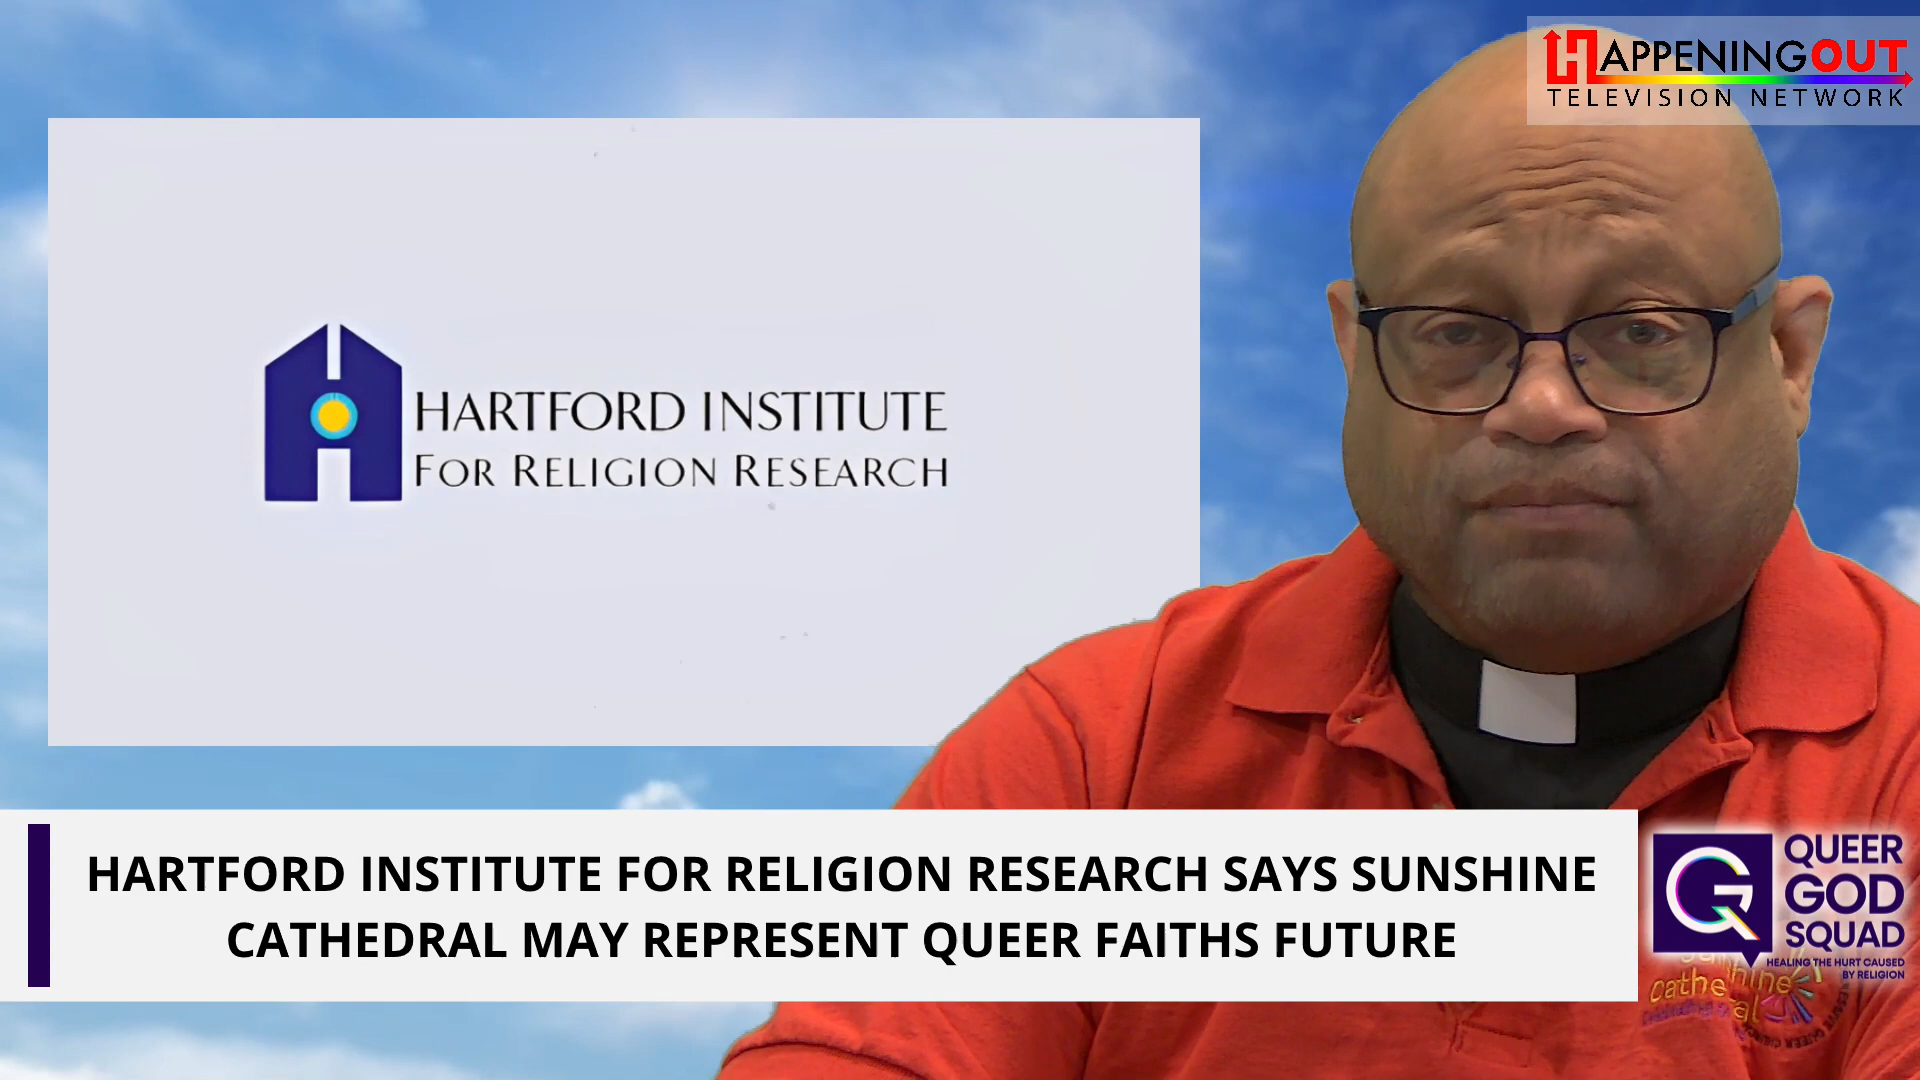 HAPPENINGOUT
TELEVISION NETWORK
HARTFORD INSTITUTE
FOR RELIGION RESEARCH
HARTFORD INSTITUTE FOR RELIGION RESEARCH SAYS SUNSHINE
CATHEDRAL MAY REPRESENT QUEER FAITHS FUTURE
QUEER
GOD
SQUAD
HEALING THE HURT CAUSED
BY RELIGION